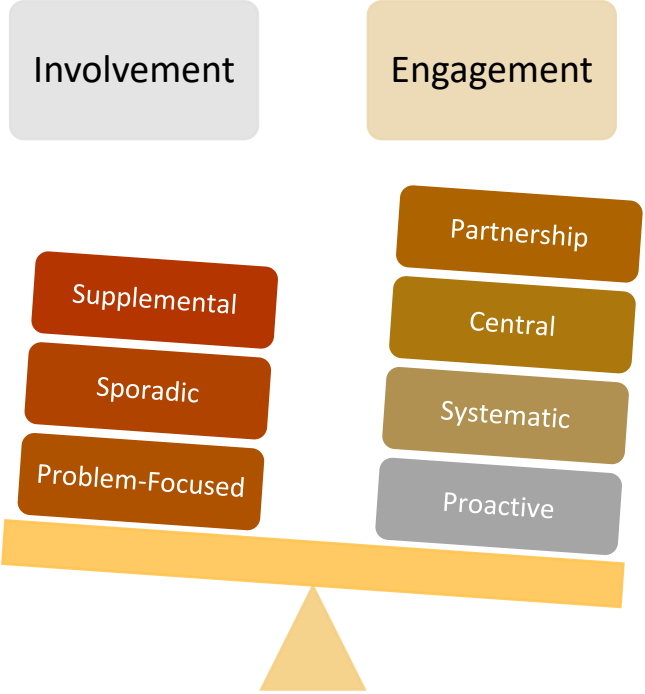 Involvement
Engagement
Supplemental
Sporadic
Problem-Focused
Partnership
Central
Systematic
Proactive